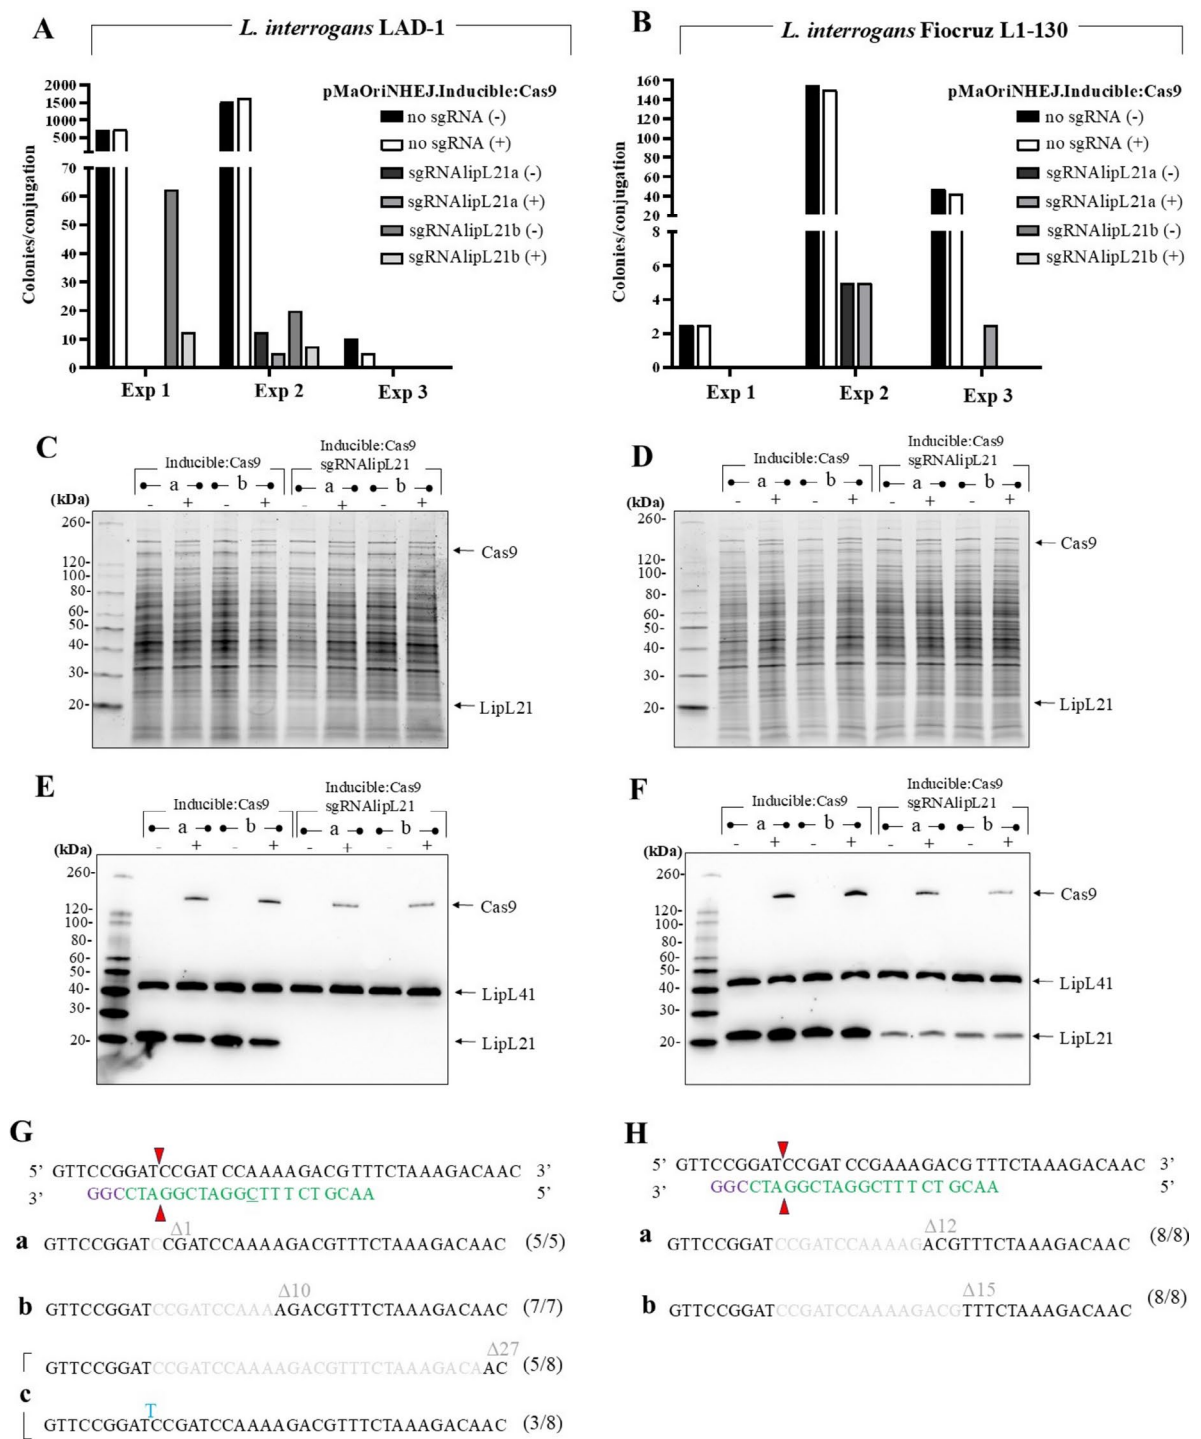 A
L. interrogans LAD-1
Colonies/conjugation
2000
1500
1000
500
70
60
50
40
30
20
10
0
Exp 1
Exp 2
Exp 3
pMaOriNHEJ.Inducible:Cas9
no sgRNA (-)
no sgRNA (+)
sgRNAlipL21a (-)
sgRNAlipL21a (+)
sgRNAlipL21b (-)
sgRNAlipL21b (+)
B
L. interrogans Fiocruz L1-130
Colonies/conjugation
160
140
120
100
80
60
40
20
8
6
4
2
0
Exp 1
Exp 2
Exp 3
pMaOriNHEJ.Inducible:Cas9
no sgRNA (-)
no sgRNA (+)
sgRNAlipL21a (-)
sgRNAlipL21a (+)
sgRNAlipL21b (-)
sgRNAlipL21b (+)
C
Inducible:Cas9
Inducible:Cas9
sgRNAlipL21
a b a b
(kDa) - + - + - + - +
260-
120-
100-
80-
60-
50-
40-
30-
20-
Cas9
LipL21
D
Inducible:Cas9
Inducible:Cas9
sgRNAlipL21
a b a b
(kDa) - + - + - + - +
260-
120-
100-
80-
60-
50-
40-
30-
20-
Cas9
LipL21
E
Inducible:Cas9
Inducible:Cas9
sgRNAlipL21
a b a b
(kDa) - + - + - + - +
260-
120-
100-
80-
60-
50-
40-
30-
20-
Cas9
LipL41
LipL21
F
Inducible:Cas9
Inducible:Cas9
sgRNAlipL21
a b a b
(kDa) - + - + - + - +
260-
120-
100-
80-
60-
50-
40-
30-
20-
Cas9
LipL41
LipL21
G
5’ GTTCCGGATCCGATCCAAAAGACGTTTCTAAAGACAAC 3’
3’ GGCCTAGGCTAGGCTTTCTGCAA 5’
Δ1
a GTTCCGGATCCGATCCAAAAGACGTTTCTAAAGACAAC (5/5)
Δ10
b GTTCCGGATCCGATCCAAAAGACGTTTCTAAAGACAAC (7/7)
Δ27
GTTCCGGATCCGATCCAAAAGACGTTTCTAAAGACAAC (5/8)
c
T
GTTCCGGATCCGATCCAAAAGACGTTTCTAAAGACAAC (3/8)
H
5’ GTTCCGGATCCGATCCGAAAGACGTTTCTAAAGACAAC 3’
3’ GGCCTAGGCTAGGCTTTCTGCAA 5’
Δ12
a GTTCCGGATCCGATCCAAAAGACGTTTCTAAAGACAAC (8/8)
Δ15
b GTTCCGGATCCGATCCAAAAGACGTTTCTAAAGACAAC (8/8)